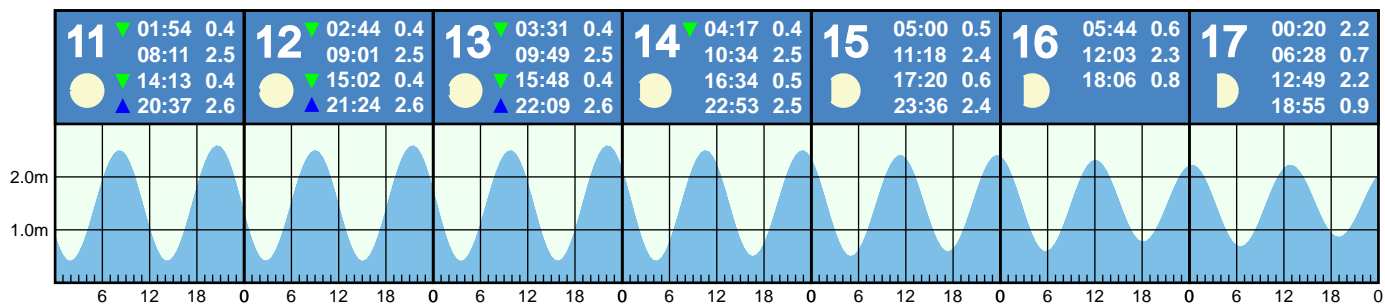 11
▼ 01:54 0.4
08:11 2.5
▼ 14:13 0.4
▲ 20:37 2.6
12
▼ 02:44 0.4
09:01 2.5
▼ 15:02 0.4
▲ 21:24 2.6
13
▼ 03:31 0.4
09:49 2.5
▼ 15:48 0.4
▲ 22:09 2.6
14
▼ 04:17 0.4
10:34 2.5
16:34 0.5
22:53 2.5
15
05:00 0.5
11:18 2.4
17:20 0.6
23:36 2.4
16
05:44 0.6
12:03 2.3
18:06 0.8
17
00:20 2.2
06:28 0.7
12:49 2.2
18:55 0.9
2.0m
1.0m
6 12 18 0 6 12 18 0 6 12 18 0 6 12 18 0 6 12 18 0 6 12 18 0 6 12 18 0